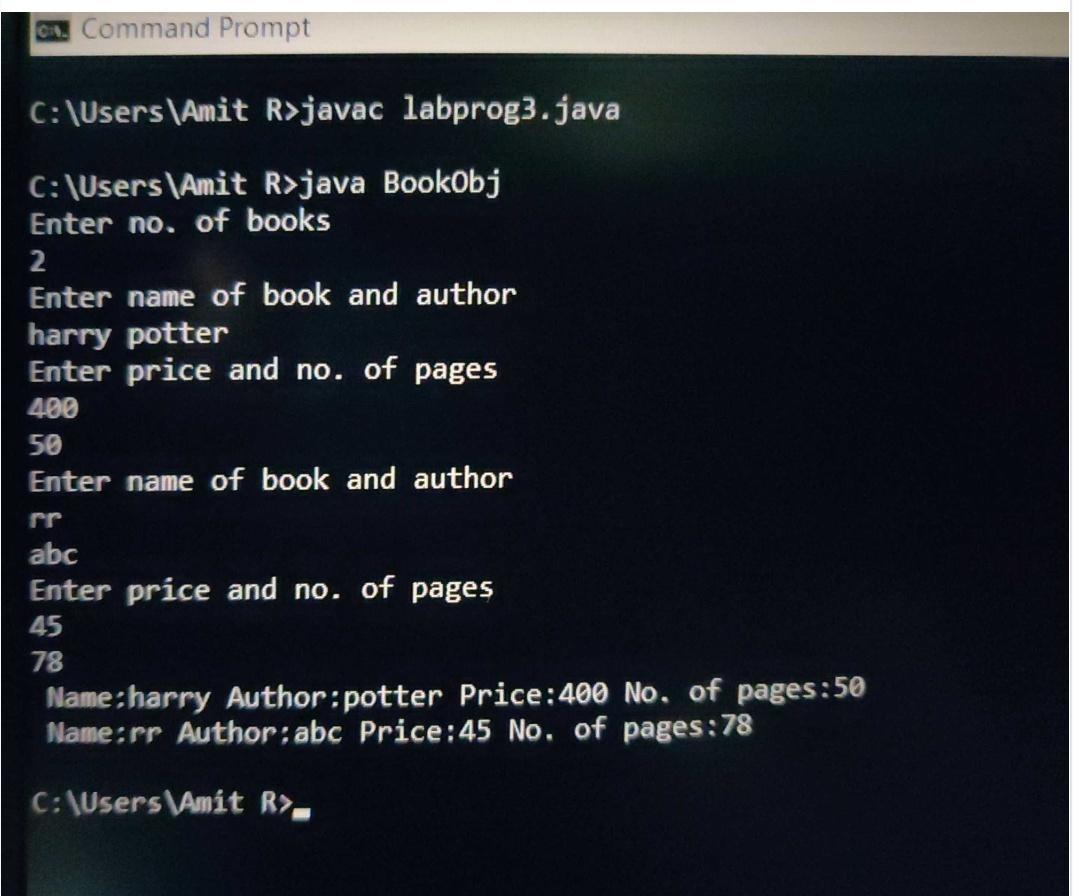 Command Prompt
C:\Users\Amit R>javac labprog3.java
C:\Users\Amit R>java BookObj
Enter no. of books
2
Enter name of book and author
harry potter
Enter price and no. of pages
400
50
Enter name of book and author
rr
abc
Enter price and no. of pages
45
78
 Name:harry Author:potter Price:400 No. of pages:50
 Name:rr Author:abc Price:45 No. of pages:78
C:\Users\Amit R>